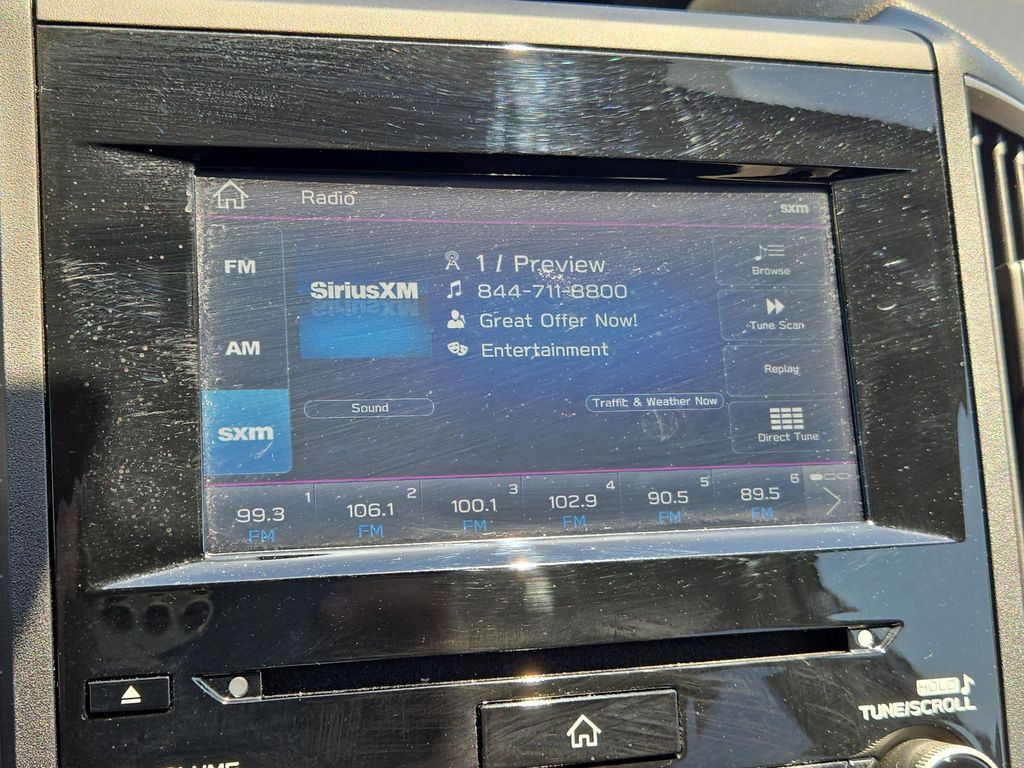 Radio
sxm
FM
AM
sxm
SiriusXM
1 / Preview
844-711-8800
Great Offer Now!
Entertainment
Sound
Traffic & Weather Now
Browse
Tune Scan
Replay
Direct Tune
1
99.3
FM
2
106.1
FM
3
100.1
FM
4
102.9
FM
5
90.5
FM
6
89.5
FM
HOLD
TUNE/SCROLL